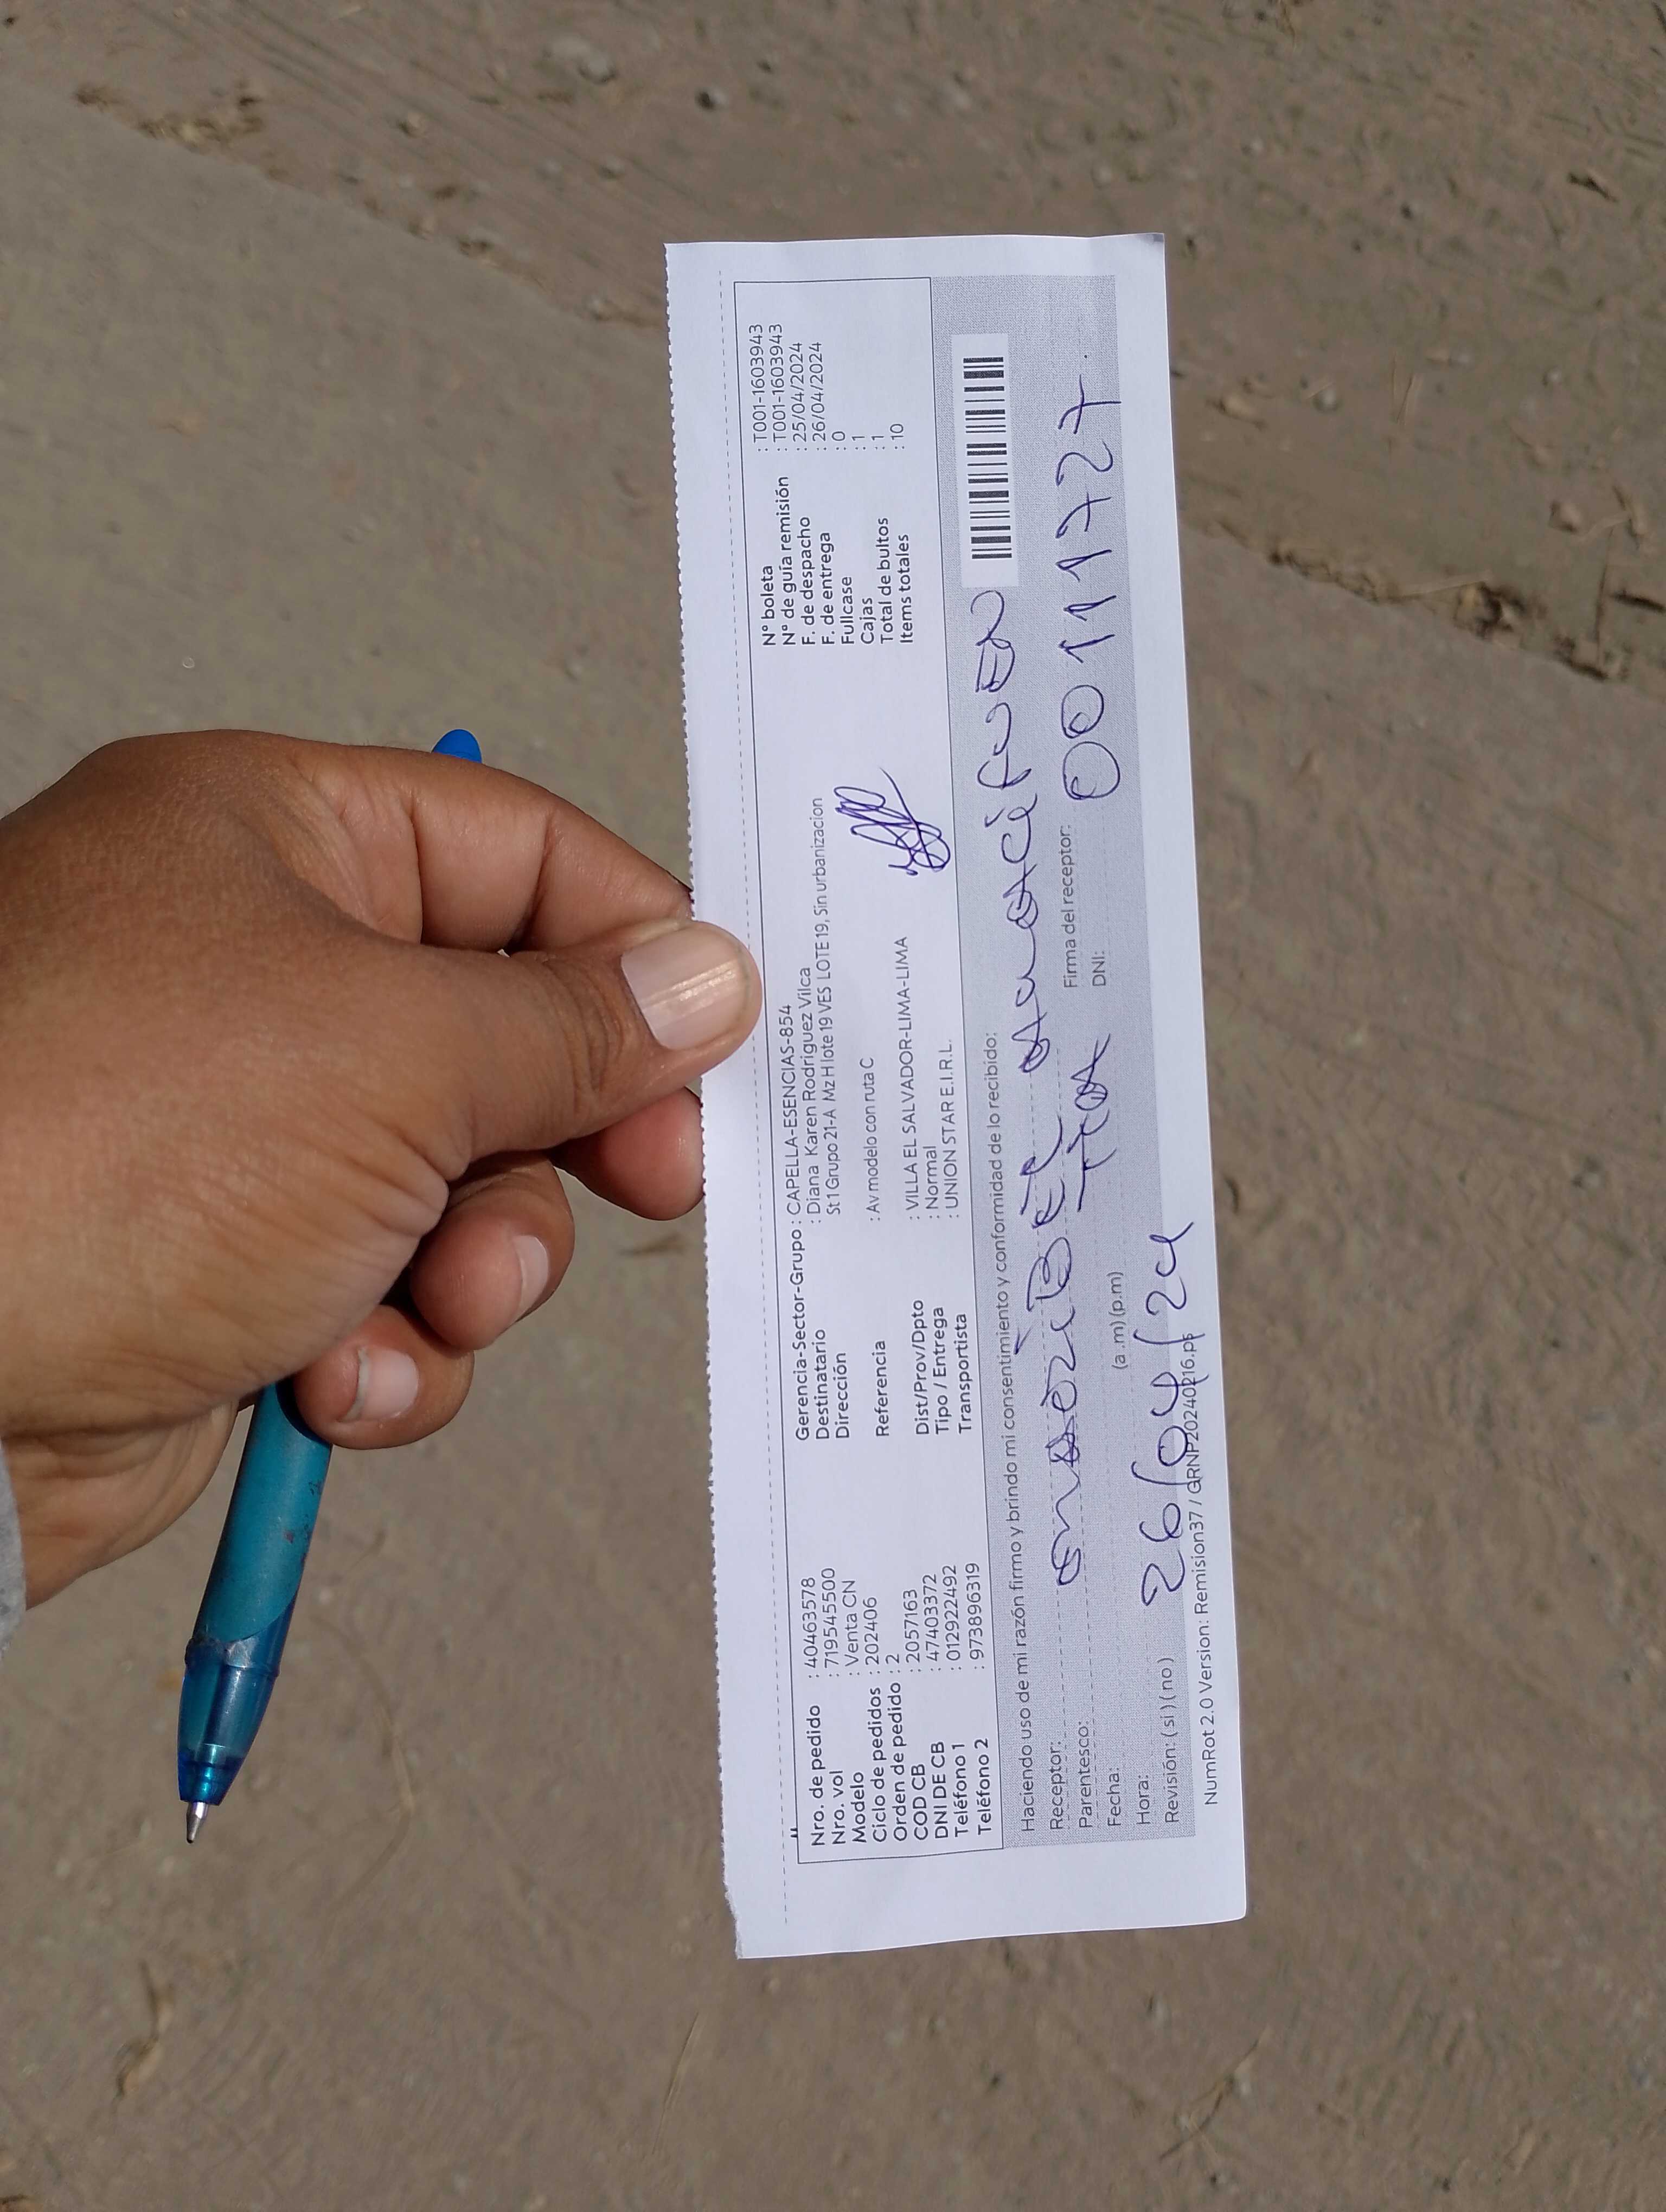 Nro. de pedido : 40463578
Nro. vol : 719545500
Modelo : Venta CN
Ciclo de pedidos : 202406
Orden de pedido : 2
COD CB : 2057163
DNI DE CB : 47403372
Teléfono 1 : 012922492
Teléfono 2 : 973896319
Gerencia-Sector-Grupo : CAPELLA-ESENCIAS-854
Destinatario : Diana Karen Rodriguez Vilca
Dirección St 1 Grupo 21-A Mz H lote 19 VES LOTE 19, Sin urbanizacion
Referencia : Av modelo con ruta C
Dist/Prov/Dpto : VILLA EL SALVADOR-LIMA-LIMA
Tipo / Entrega : Normal
Transportista : UNION STAR E.I.R.L.
N° boleta : T001-1603943
N° de guía remisión : T001-1603943
F. de despacho : 25/04/2024
F. de entrega : 26/04/2024
Fullcase : 0
Cajas : 1
Total de bultos : 1
Items totales : 10
Haciendo uso de mi razón firmo y brindo mi consentimiento y conformidad de lo recibido:
Receptor:
Parentesco: Tía
Firma del receptor:
Fecha: (a.m) (p.m)
DNI: 00111727
Hora: 26/04/24
Revisión: ( si ) ( no )
NumRot 2.0 Version: Remision37 / GRNP20240216.p5